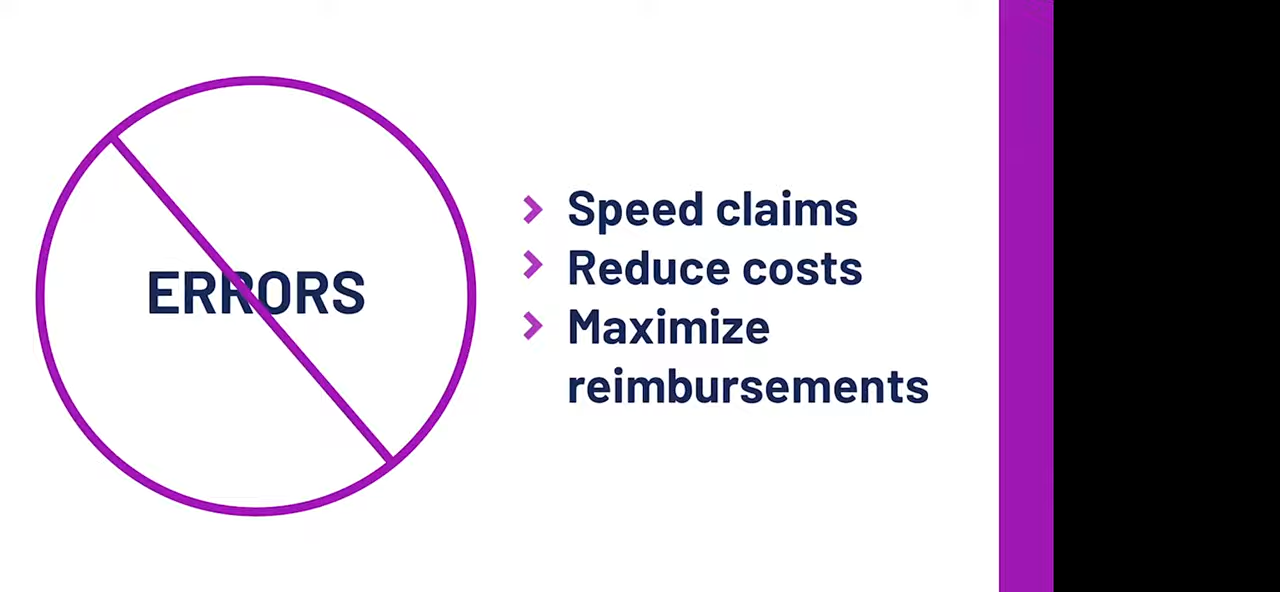 ERRORS
Speed claims
Reduce costs
Maximize
reimbursements